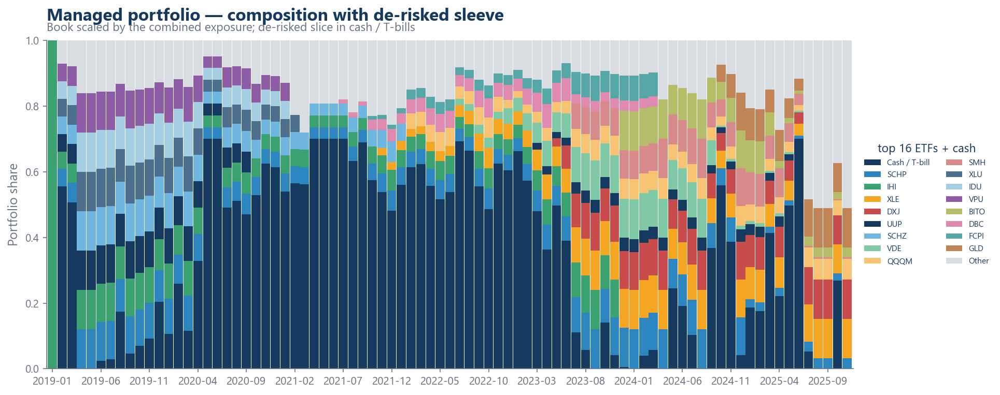 Managed portfolio — composition with de-risked sleeve
Book scaled by the combined exposure; de-risked slice in cash / T-bills
Portfolio share
1.0
0.8
0.6
0.4
0.2
0.0
2019-01 2019-06 2019-11 2020-04 2020-09 2021-02 2021-07 2021-12 2022-05 2022-10 2023-03 2023-08 2024-01 2024-06 2024-11 2025-04 2025-09
top 16 ETFs + cash
Cash / T-bill
SCHP
IHI
XLE
DXJ
UUP
SCHZ
VDE
QQQM
SMH
XLU
IDU
VPU
BITO
DBC
FCPI
GLD
Other